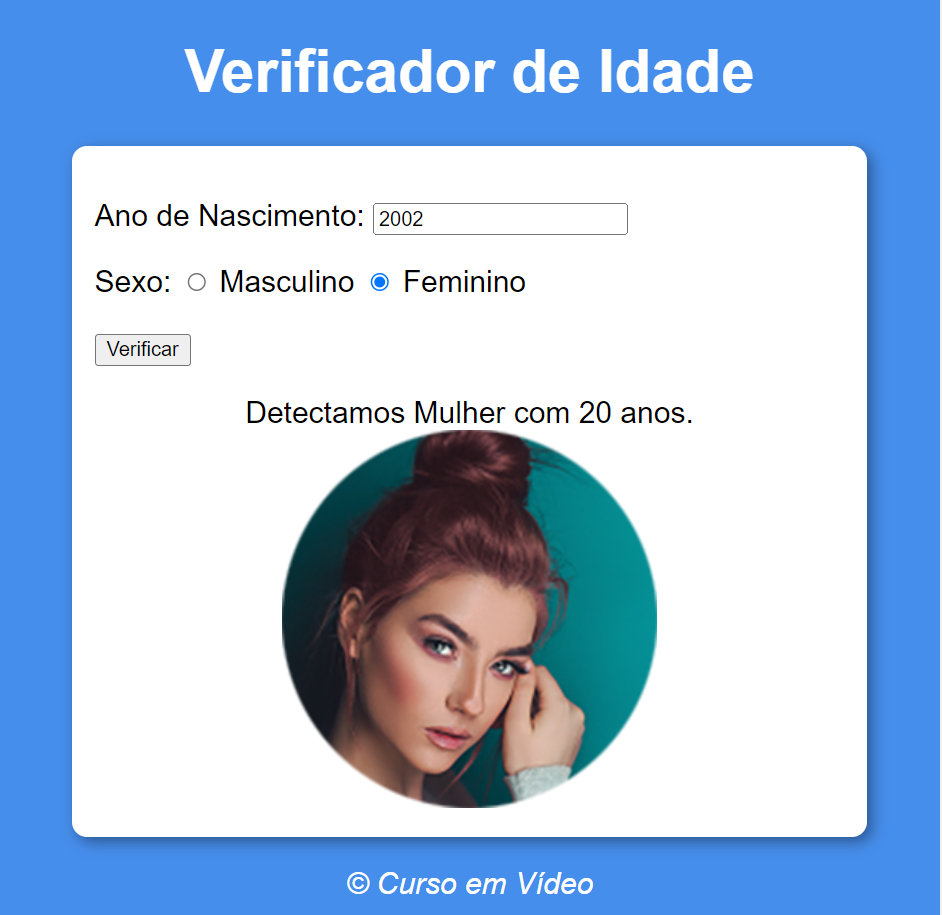 Verificador de Idade
Ano de Nascimento: 2002
Sexo: Masculino Feminino
Verificar
Detectamos Mulher com 20 anos.
© Curso em Vídeo